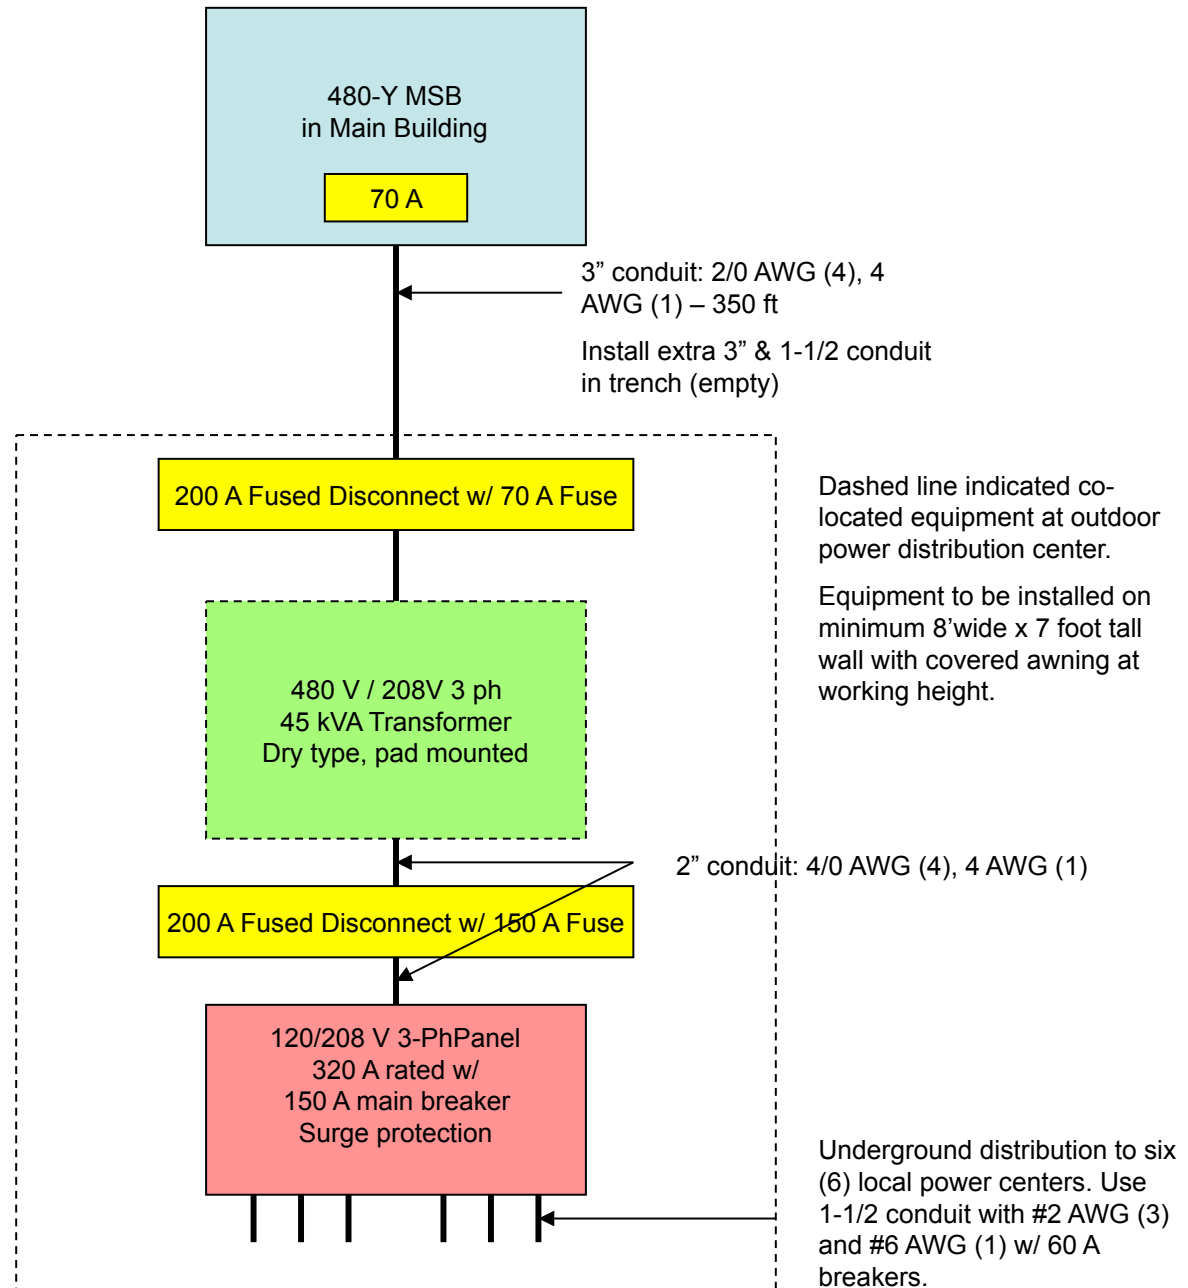 480-Y MSB
in Main Building
70 A
3” conduit: 2/0 AWG (4), 4
AWG (1) – 350 ft
Install extra 3” & 1-1/2 conduit
in trench (empty)
200 A Fused Disconnect w/ 70 A Fuse
Dashed line indicated co-
located equipment at outdoor
power distribution center.
Equipment to be installed on
minimum 8’wide x 7 foot tall
wall with covered awning at
working height.
480 V / 208V 3 ph
45 kVA Transformer
Dry type, pad mounted
2” conduit: 4/0 AWG (4), 4 AWG (1)
200 A Fused Disconnect w/ 150 A Fuse
120/208 V 3-PhPanel
320 A rated w/
150 A main breaker
Surge protection
Underground distribution to six
(6) local power centers. Use
1-1/2 conduit with #2 AWG (3)
and #6 AWG (1) w/ 60 A
breakers.